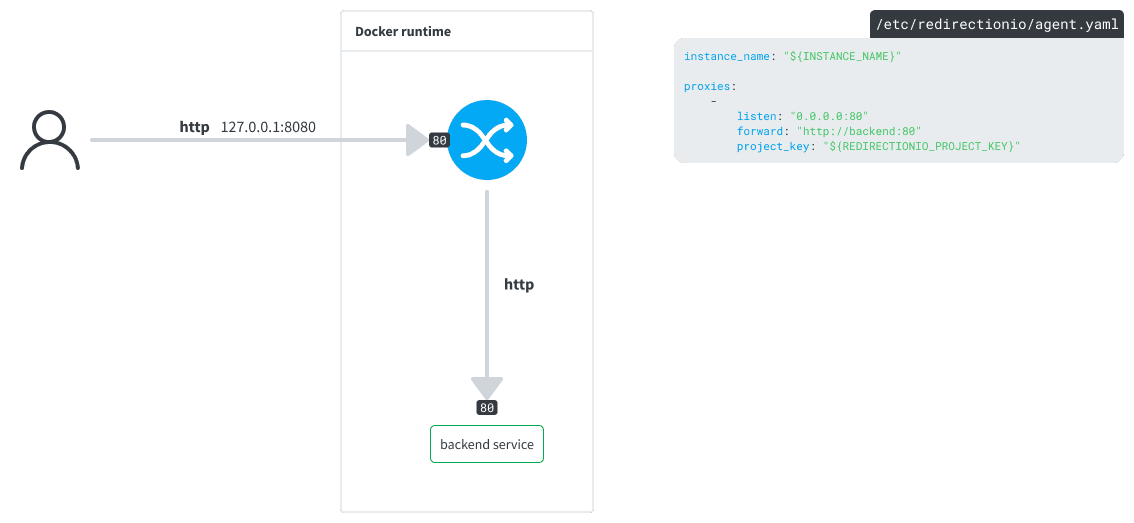 Docker runtime
http 127.0.0.1:8080
80
http
80
backend service
/etc/redirectionio/agent.yaml
instance_name: "${INSTANCE_NAME}"
proxies:
-
listen: "0.0.0.0:80"
forward: "http://backend:80"
project_key: "${REDIRECTIONIO_PROJECT_KEY}"